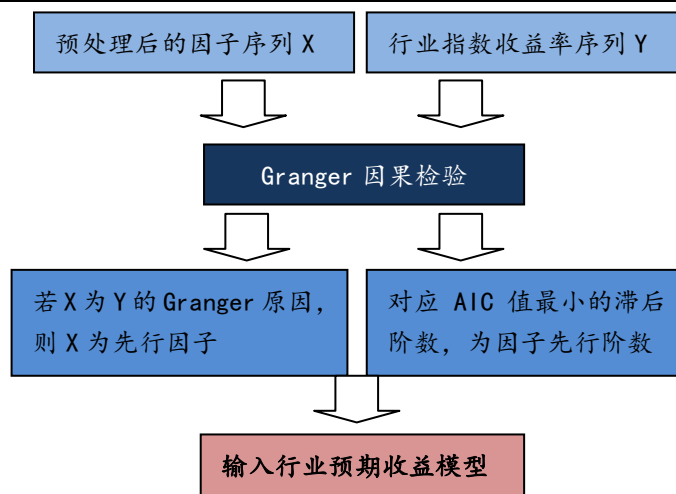 预处理后的因子序列 X
行业指数收益率序列 Y
Granger 因果检验
若 X 为 Y 的 Granger 原因，
则 X 为先行因子
对应 AIC 值最小的滞后
阶数，为因子先行阶数
输入行业预期收益模型